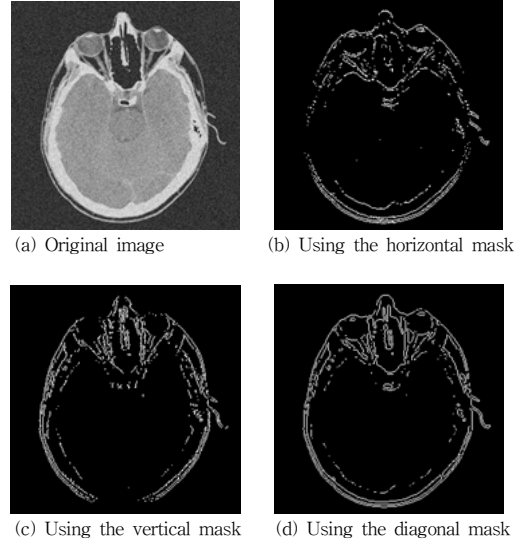 (a) Original image
(b) Using the horizontal mask
(c) Using the vertical mask
(d) Using the diagonal mask